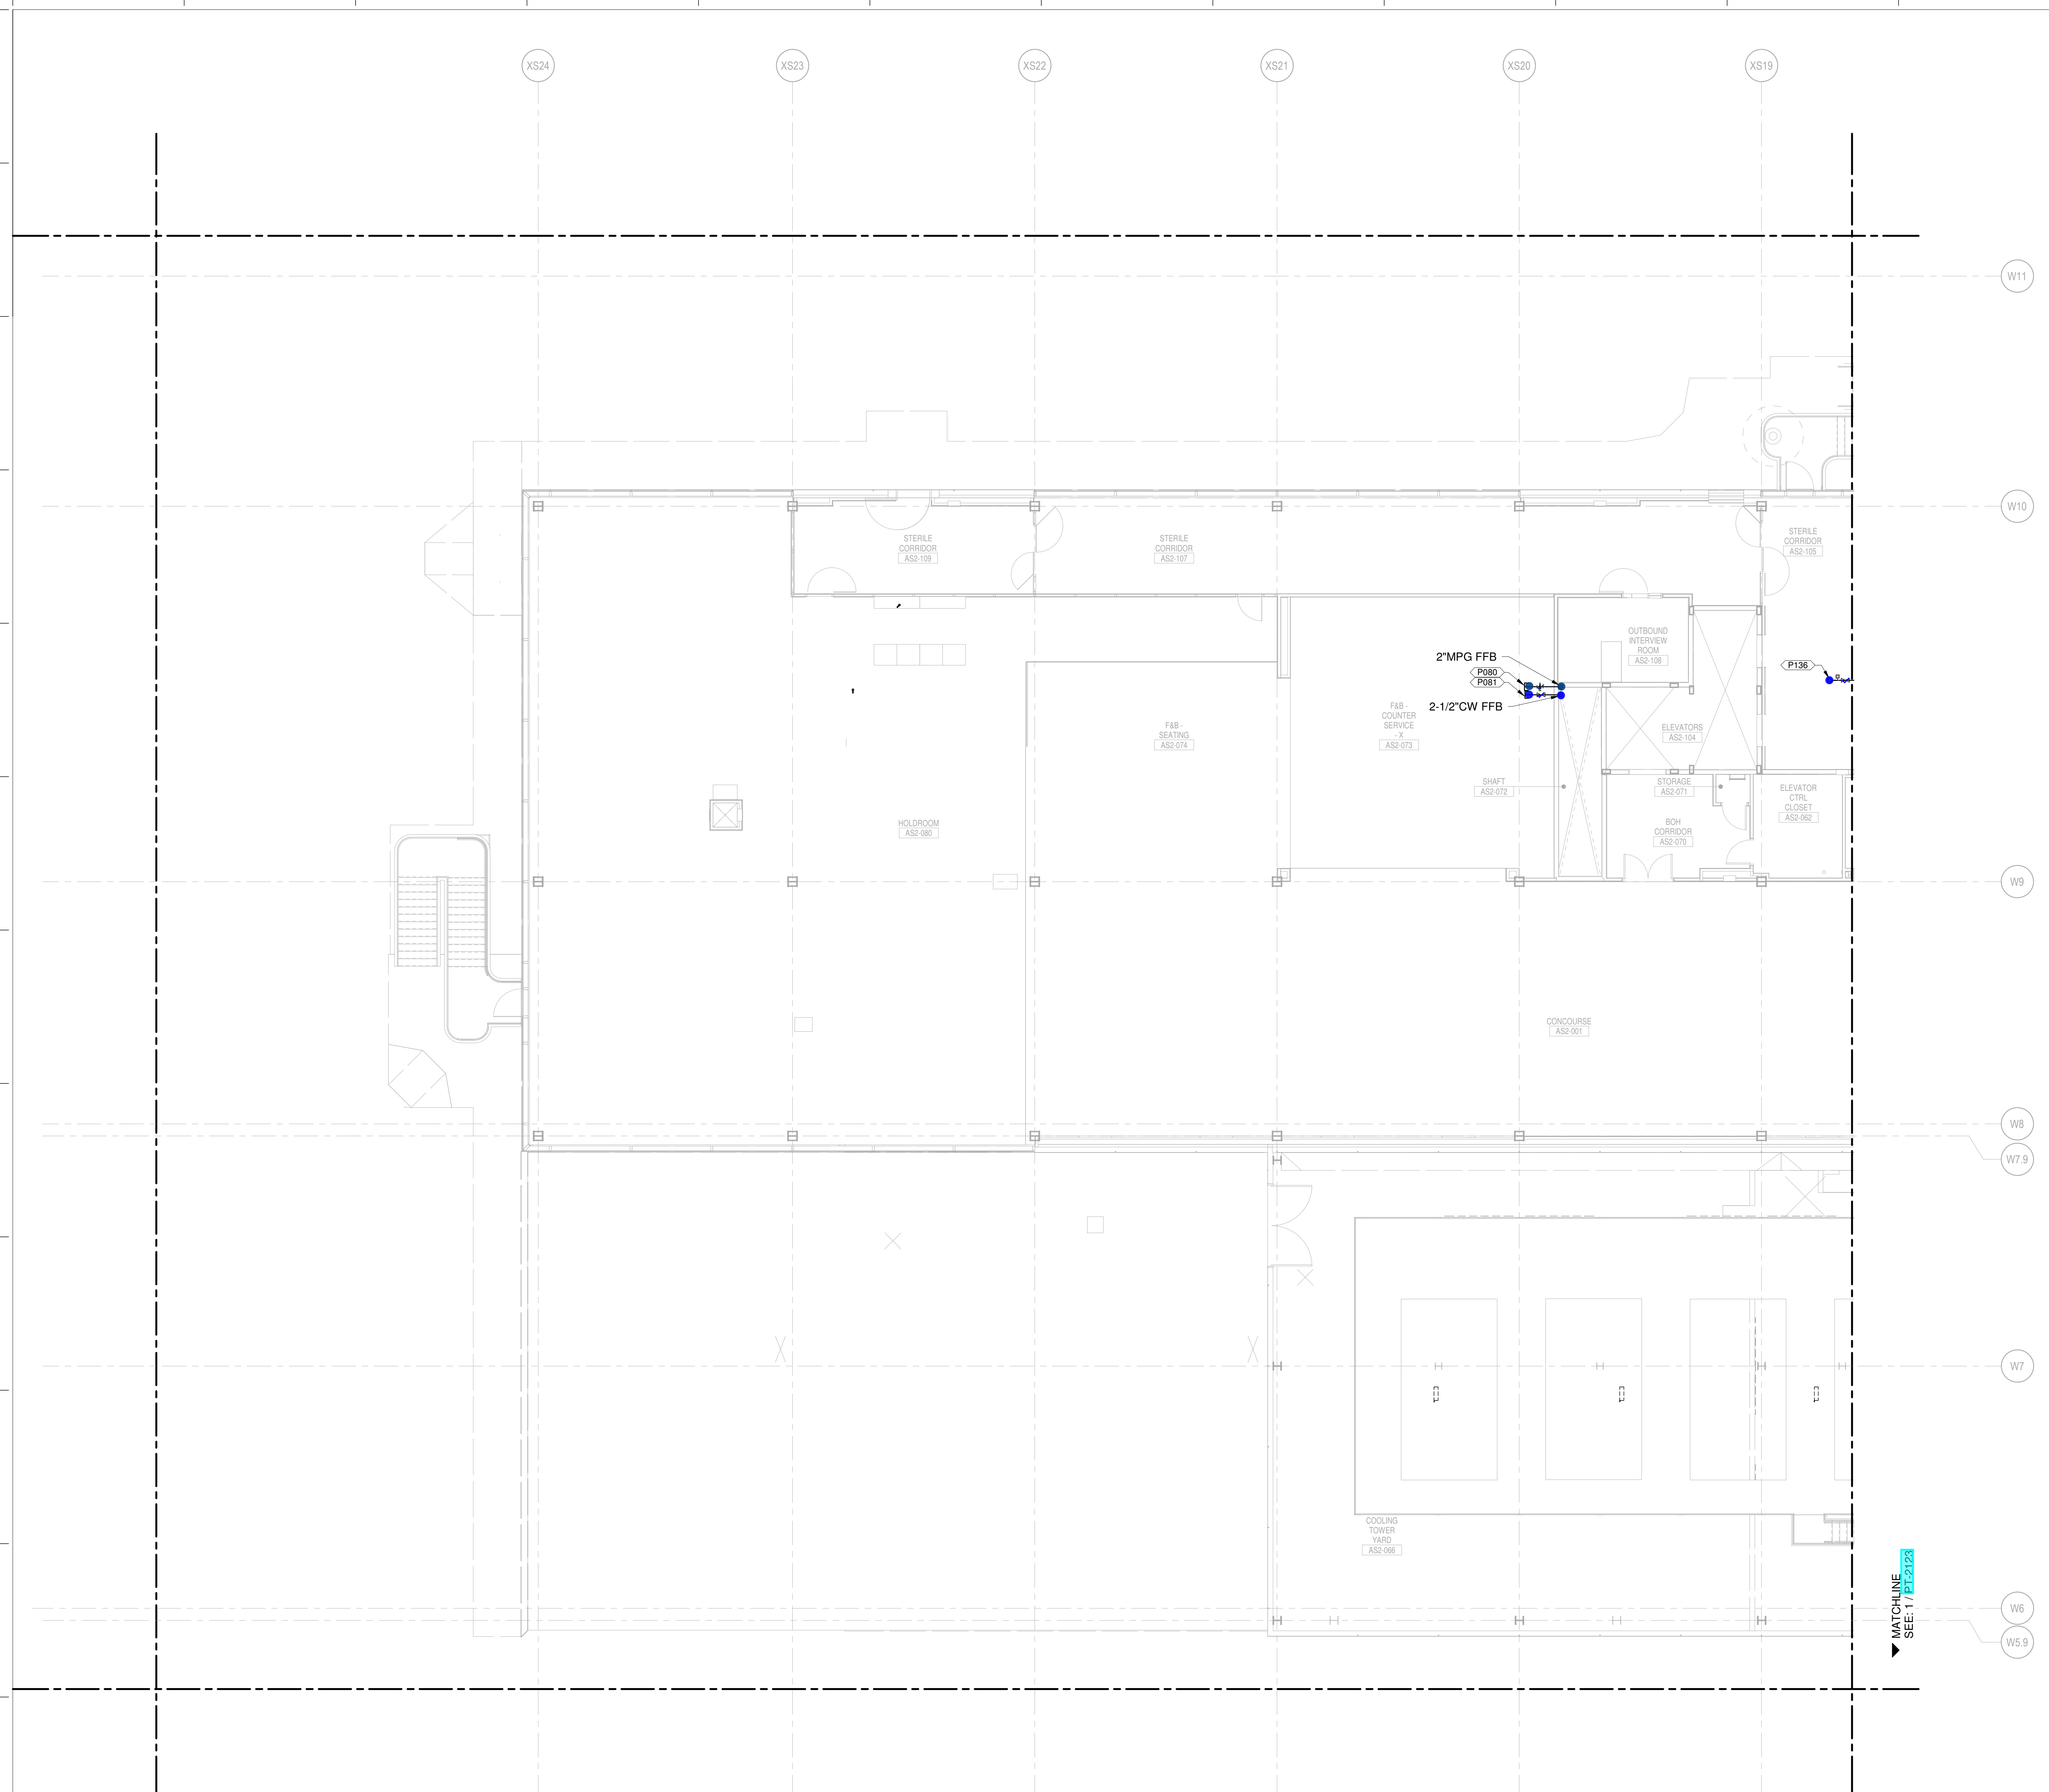 XS24
XS23
XS22
XS21
XS20
XS19
W11
W10
STERILE
CORRIDOR
AS2-109
STERILE
CORRIDOR
AS2-107
STERILE
CORRIDOR
AS2-105
OUTBOUND
INTERVIEW
ROOM
AS2-108
2"MPG FFB
P080
P081
2-1/2"CW FFB
P136
F&B -
SEATING
AS2-074
F&B -
COUNTER
SERVICE
- X
AS2-073
ELEVATORS
AS2-104
SHAFT
AS2-072
STORAGE
AS2-071
ELEVATOR
CTRL
CLOSET
AS2-062
HOLDROOM
AS2-080
BOH
CORRIDOR
AS2-070
W9
CONCOURSE
AS2-001
W8
W7.9
W7
COOLING
TOWER
YARD
AS2-066
MATCHLINE
SEE: 1 / PT-2123
W6
W5.9